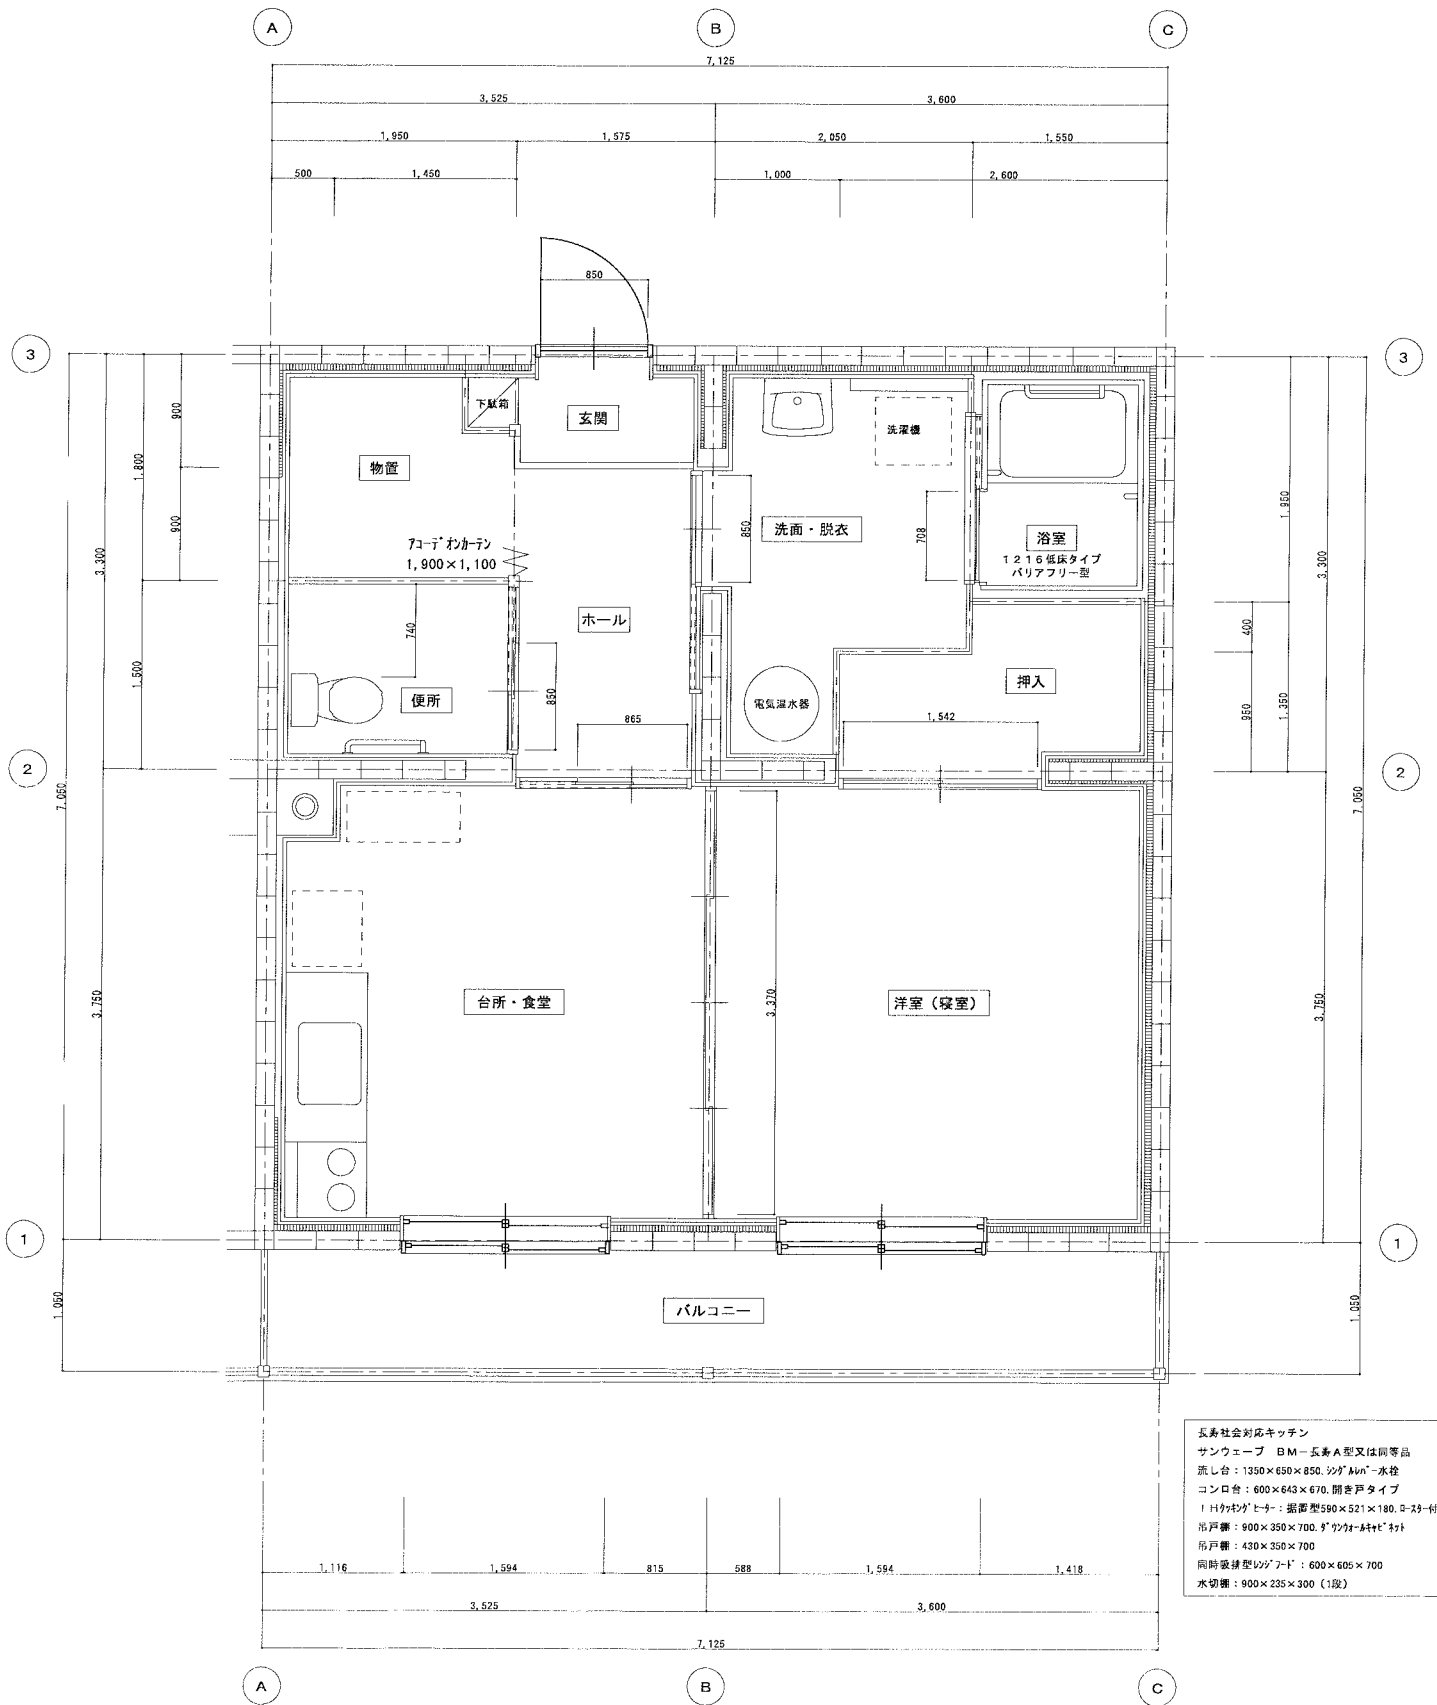 A
B
C
7,125
3,525
3,600
1,950
1,575
2,050
1,550
500
1,450
1,000
2,600
850
3
3
下駄箱
玄関
洗濯機
物置
洗面・脱衣
浴室
1216低床タイプ
バリアフリー型
アコーデオンカーテン
1,900×1,100
850
708
ホール
740
便所
850
865
電気温水器
押入
1,542
900
900
1,800
1,500
3,300
7,050
3,750
1,950
3,300
400
950
1,350
7,050
3,750
2
2
台所・食堂
3,370
洋室（寝室）
1
1
1,050
バルコニー
1,050
長寿社会対応キッチン
サンウェーブ BM－長寿A型又は同等品
流し台：1350×650×850.シングルレバー水栓
コンロ台：600×643×670.開き戸タイプ
IHクッキングヒーター：据置型590×521×180.ロースター付
吊戸棚：900×350×700.ダウンウォールキャビネット
吊戸棚：430×350×700
同時吸排型レンジフード：600×605×700
水切棚：900×235×300（1段）
1,116
1,594
815
588
1,594
1,418
3,525
3,600
7,125
A
B
C